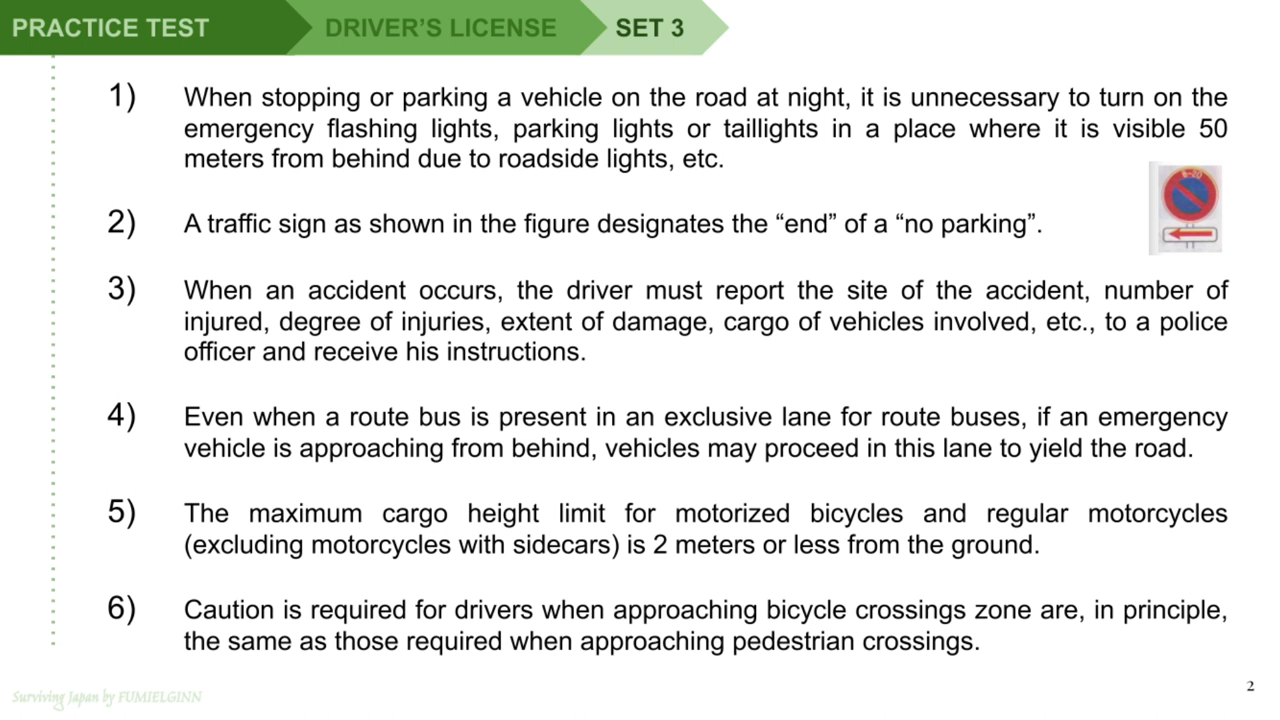 PRACTICE TEST
DRIVER’S LICENSE
SET 3
1) When stopping or parking a vehicle on the road at night, it is unnecessary to turn on the
emergency flashing lights, parking lights or taillights in a place where it is visible 50
meters from behind due to roadside lights, etc.
8-20
2) A traffic sign as shown in the figure designates the “end” of a “no parking”.
3) When an accident occurs, the driver must report the site of the accident, number of
injured, degree of injuries, extent of damage, cargo of vehicles involved, etc., to a police
officer and receive his instructions.
4) Even when a route bus is present in an exclusive lane for route buses, if an emergency
vehicle is approaching from behind, vehicles may proceed in this lane to yield the road.
5) The maximum cargo height limit for motorized bicycles and regular motorcycles
(excluding motorcycles with sidecars) is 2 meters or less from the ground.
6) Caution is required for drivers when approaching bicycle crossings zone are, in principle,
the same as those required when approaching pedestrian crossings.
Surviving Japan by FUMIELGINN
2